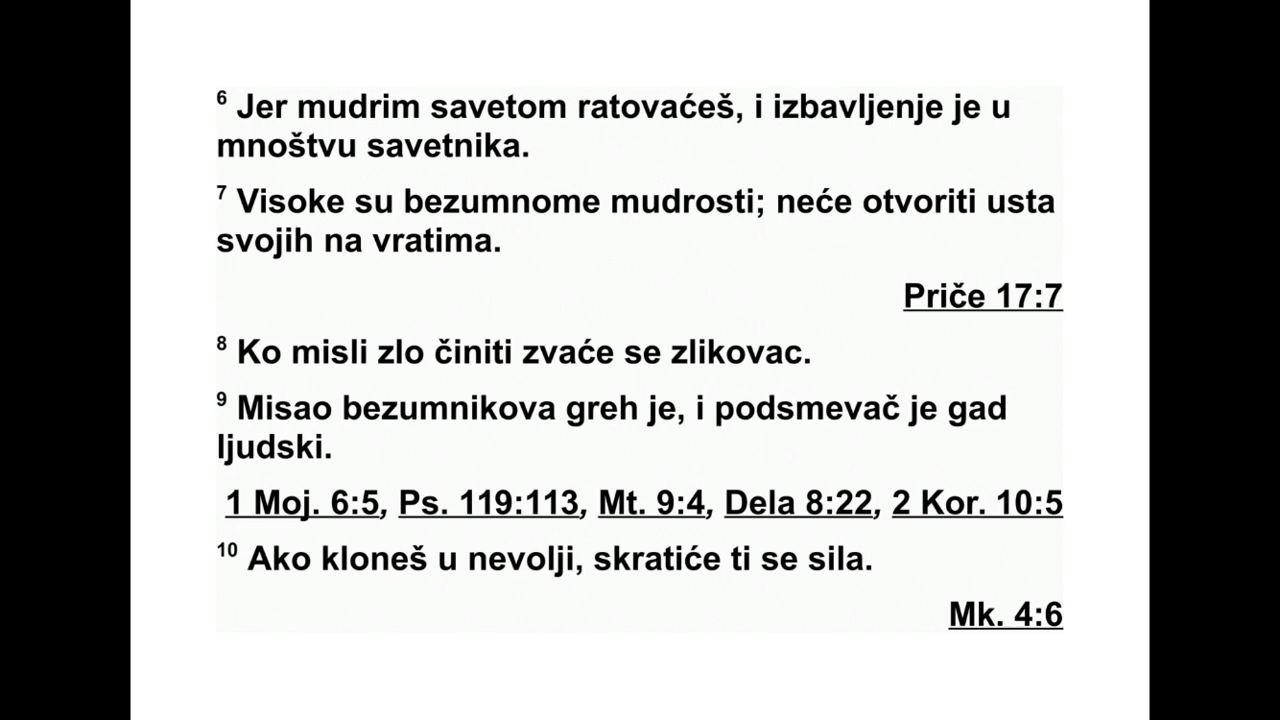 6 Jer mudrim savetom ratovaćeš, i izbavljenje je u
mnoštvu savetnika.
7 Visoke su bezumnome mudrosti; neće otvoriti usta
svojih na vratima.
Priče 17:7
8 Ko misli zlo činiti zvaće se zlikovac.
9 Misao bezumnikova greh je, i podsmevač je gad
ljudski.
1 Moj. 6:5, Ps. 119:113, Mt. 9:4, Dela 8:22, 2 Kor. 10:5
10 Ako kloneš u nevolji, skratiće ti se sila.
Mk. 4:6